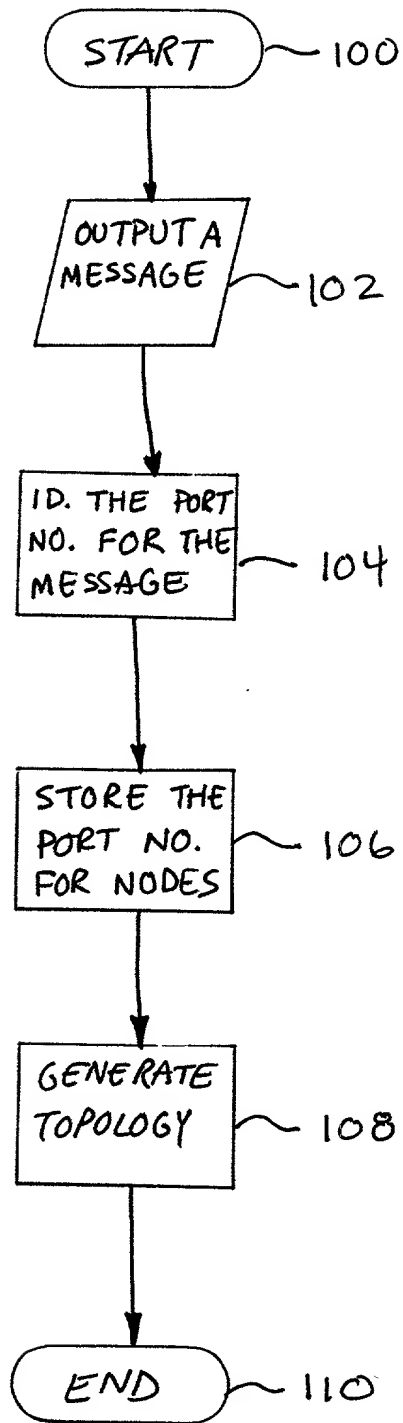 START
100
OUTPUT A
MESSAGE
102
ID. THE PORT
NO. FOR THE
MESSAGE
104
STORE THE
PORT NO.
FOR NODES
106
GENERATE
TOPOLOGY
108
END
110